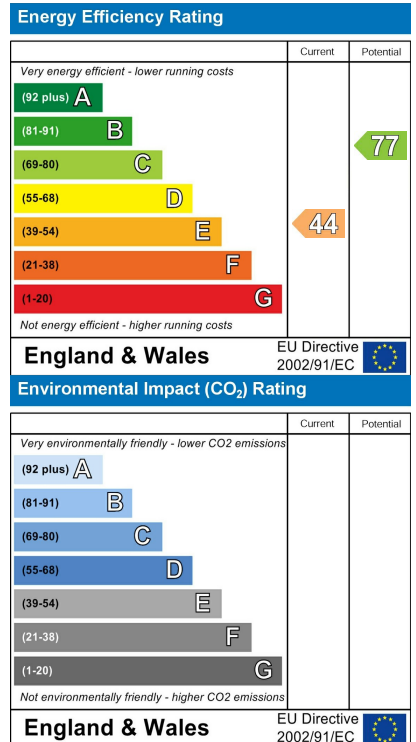 Energy Efficiency Rating
Current Potential
Very energy efficient - lower running costs
(92 plus) A
(81-91) B
(69-80) C
77
(55-68) D
(39-54) E
44
(21-38) F
(1-20) G
Not energy efficient - higher running costs
England & Wales
EU Directive
2002/91/EC
Environmental Impact (CO₂) Rating
Current Potential
Very environmentally friendly - lower CO2 emissions
(92 plus) A
(81-91) B
(69-80) C
(55-68) D
(39-54) E
(21-38) F
(1-20) G
Not environmentally friendly - higher CO2 emissions
England & Wales
EU Directive
2002/91/EC